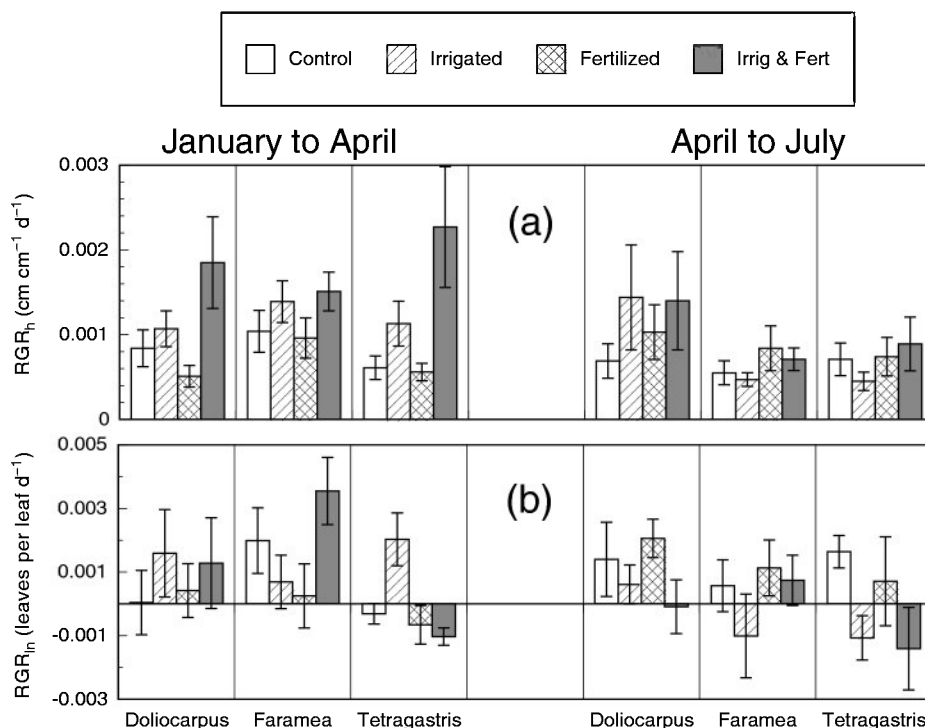 Control Irrigated Fertilized Irrig & Fert
January to April April to July
0.003
0.002
0.001
0
RGRₕ (cm cm⁻¹ d⁻¹)
(a)
0.005
0.003
0.001
-0.001
-0.003
RGRₗₙ (leaves per leaf d⁻¹)
(b)
Doliocarpus Faramea Tetragastris Doliocarpus Faramea Tetragastris